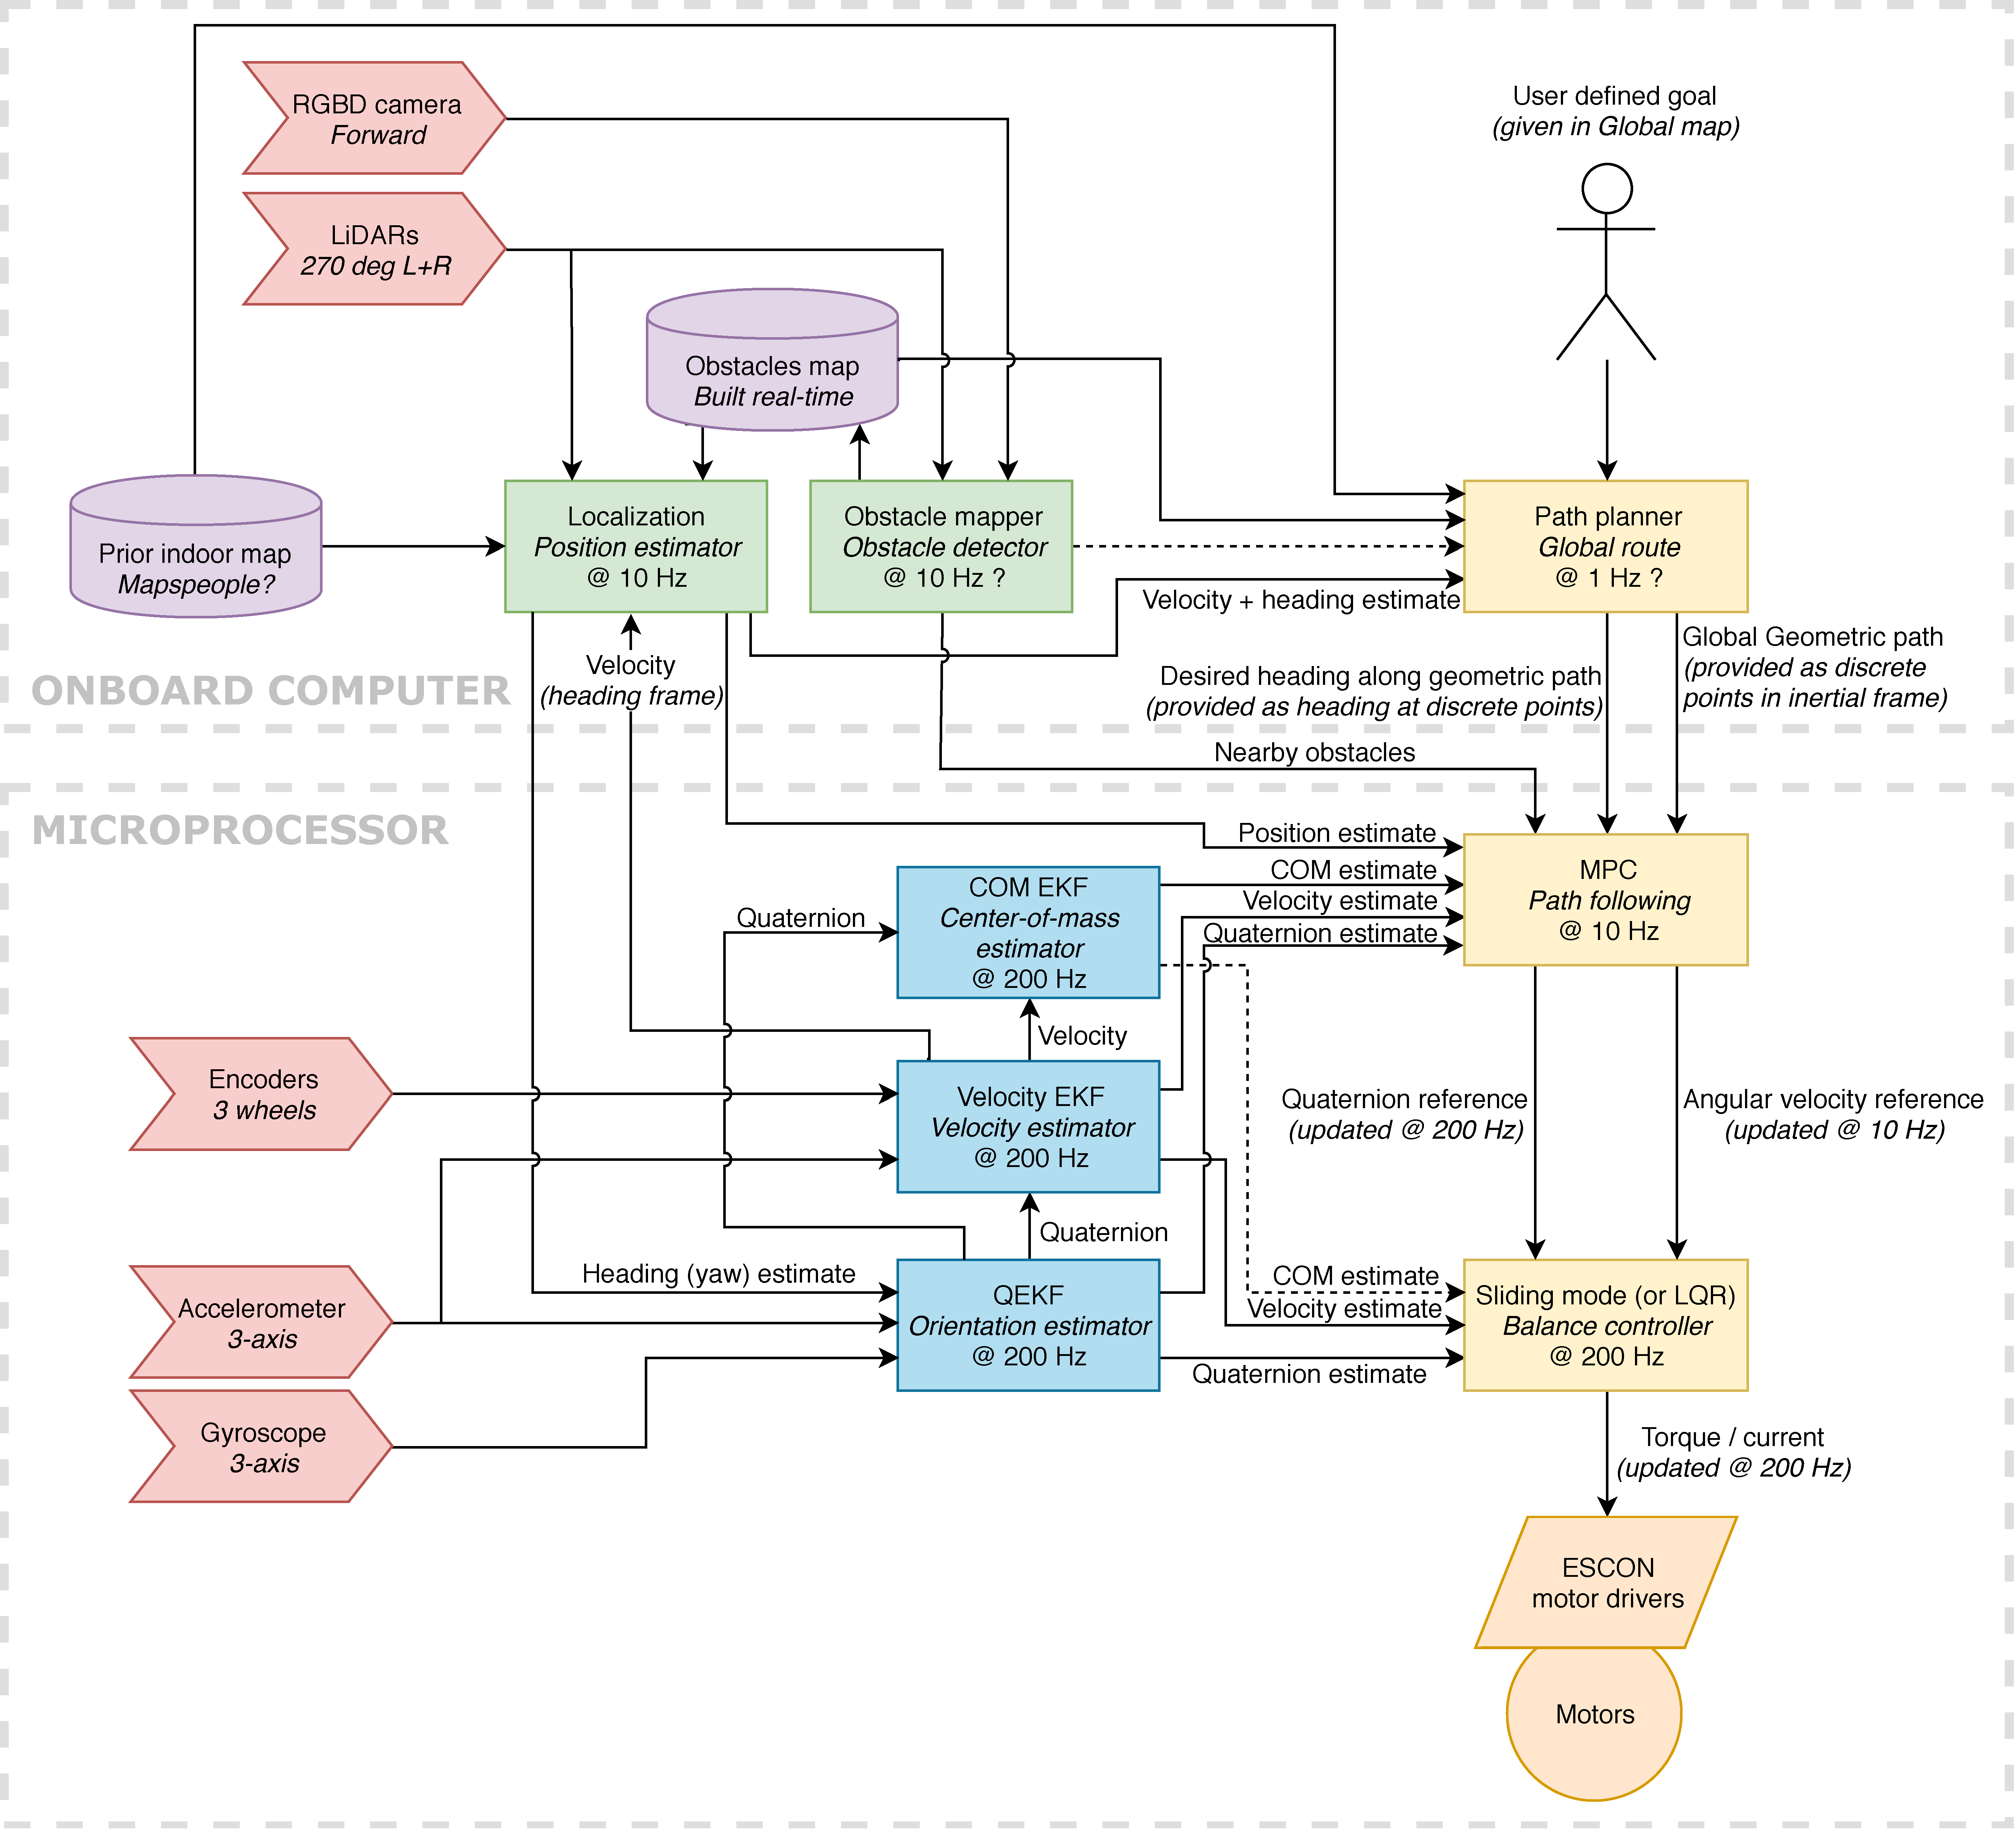 RGBD camera
Forward
User defined goal
(given in Global map)
LiDARs
270 deg L+R
Obstacles map
Built real-time
Prior indoor map
Mapspeople?
Localization
Position estimator
@ 10 Hz
Obstacle mapper
Obstacle detector
@ 10 Hz ?
Path planner
Global route
@ 1 Hz ?
Velocity + heading estimate
Velocity
(heading frame)
Desired heading along geometric path
(provided as heading at discrete points)
Global Geometric path
(provided as discrete
points in inertial frame)
ONBOARD COMPUTER
Nearby obstacles
MICROPROCESSOR
Position estimate
COM estimate
Velocity estimate
Quaternion estimate
MPC
Path following
@ 10 Hz
Quaternion
COM EKF
Center-of-mass
estimator
@ 200 Hz
Velocity
Encoders
3 wheels
Velocity EKF
Velocity estimator
@ 200 Hz
Quaternion reference
(updated @ 200 Hz)
Angular velocity reference
(updated @ 10 Hz)
Quaternion
Heading (yaw) estimate
Accelerometer
3-axis
QEKF
Orientation estimator
@ 200 Hz
COM estimate
Velocity estimate
Quaternion estimate
Sliding mode (or LQR)
Balance controller
@ 200 Hz
Gyroscope
3-axis
Torque / current
(updated @ 200 Hz)
ESCON
motor drivers
Motors